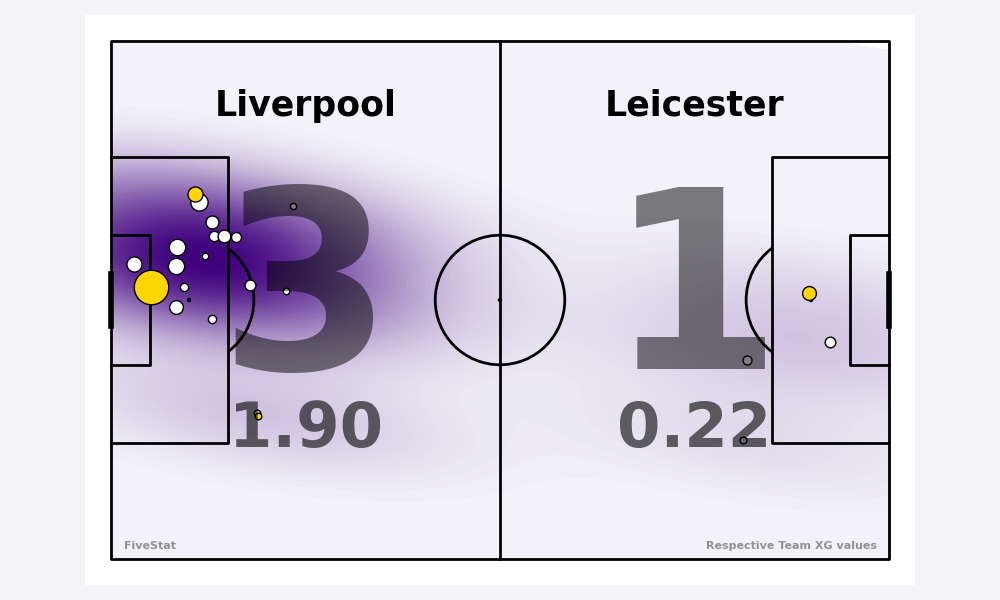 Liverpool
Leicester
3
1
1.90
0.22
FiveStat
Respective Team XG values